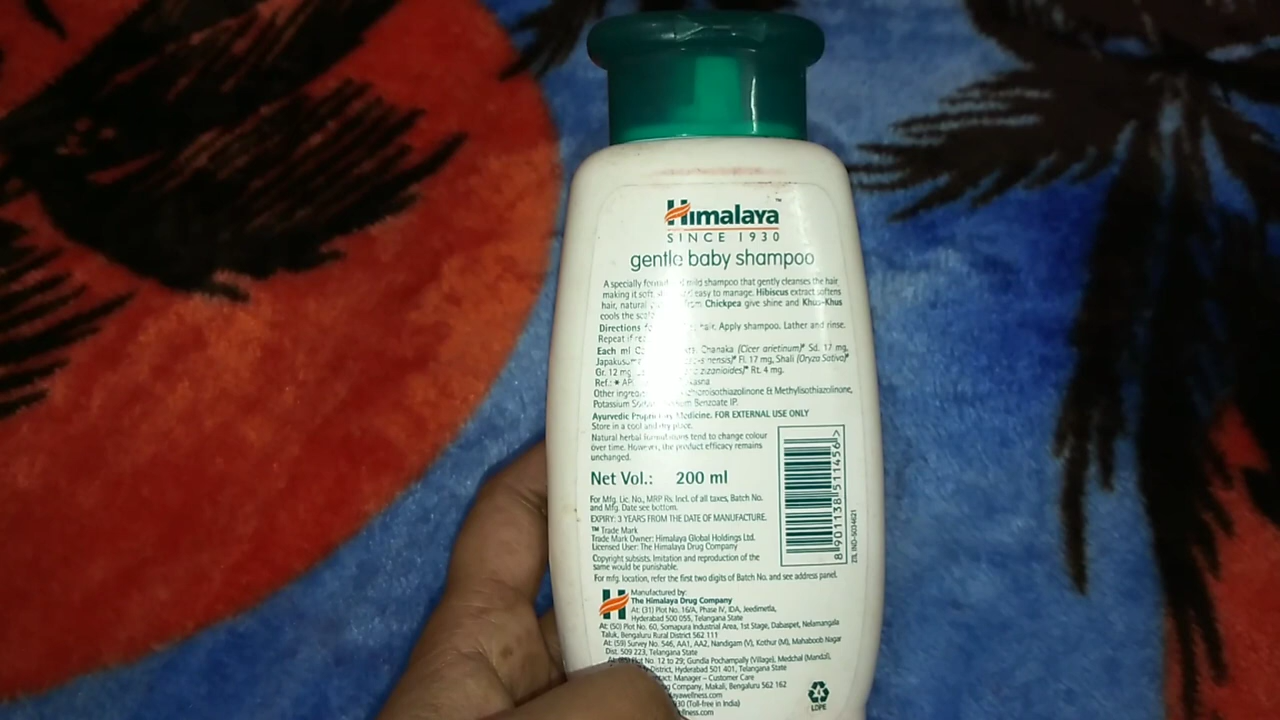 Himalaya™
SINCE 1930
gentle baby shampoo
A specially mild shampoo that gently cleanses the hair
making it soft easy to manage. Hibiscus extract softens
hair, natural from Chickpea give shine and Khus-Khus
cools the
Directions hair. Apply shampoo. Lather and rinse.
Repeat if
Each ml Chanaka (Cicer arietinum)* Sd. 17 mg,
Fl. 17 mg, Shali (Oryza Sativa)*
Gr. 12 mg, zizanioides)* Rt. 4 mg.
Ref.:
Other & Methylisothiazolinone,
Potassium Benzoate IP.
Ayurvedic Medicine. FOR EXTERNAL USE ONLY
Store in a cool and dry place.
Natural herbal tend to change colour
over time. However, the product efficacy remains
unchanged.
Net Vol.: 200 ml
For Mfg. Lic. No., MRP Rs. Incl. of all taxes, Batch No.
and Mfg. Date see bottom.
EXPIRY: 3 YEARS FROM THE DATE OF MANUFACTURE.
™ Trade Mark
Trade Mark Owner: Himalaya Global Holdings Ltd.
Licensed User: The Himalaya Drug Company
Copyright subsists. Imitation and reproduction of the
same would be punishable.
For mfg. location, refer the first two digits of Batch No. and see address panel.
8 901138 511456 >
Manufactured by:
The Himalaya Drug Company
At: (31) Plot No. 16/A, Phase IV, IDA, Jeedimetla,
Hyderabad 500 055, Telangana State
At: (50) Plot No. 60, Somapura Industrial Area, 1st Stage, Dabaspet, Nelamangala
Taluk, Bengaluru Rural District 562 111
At: (59) Survey No. 546, AA1, AA2, Nandigam (V), Kothur (M), Mahaboob Nagar
Dist. 509 223, Telangana State
Plot No. 12 to 29, Gundla Pochampally (Village), Medchal (Mandal),
District, Hyderabad 501 401, Telangana State
Manager – Customer Care
Company, Makali, Bengaluru 562 162
(Toll-free in India)
LDPE